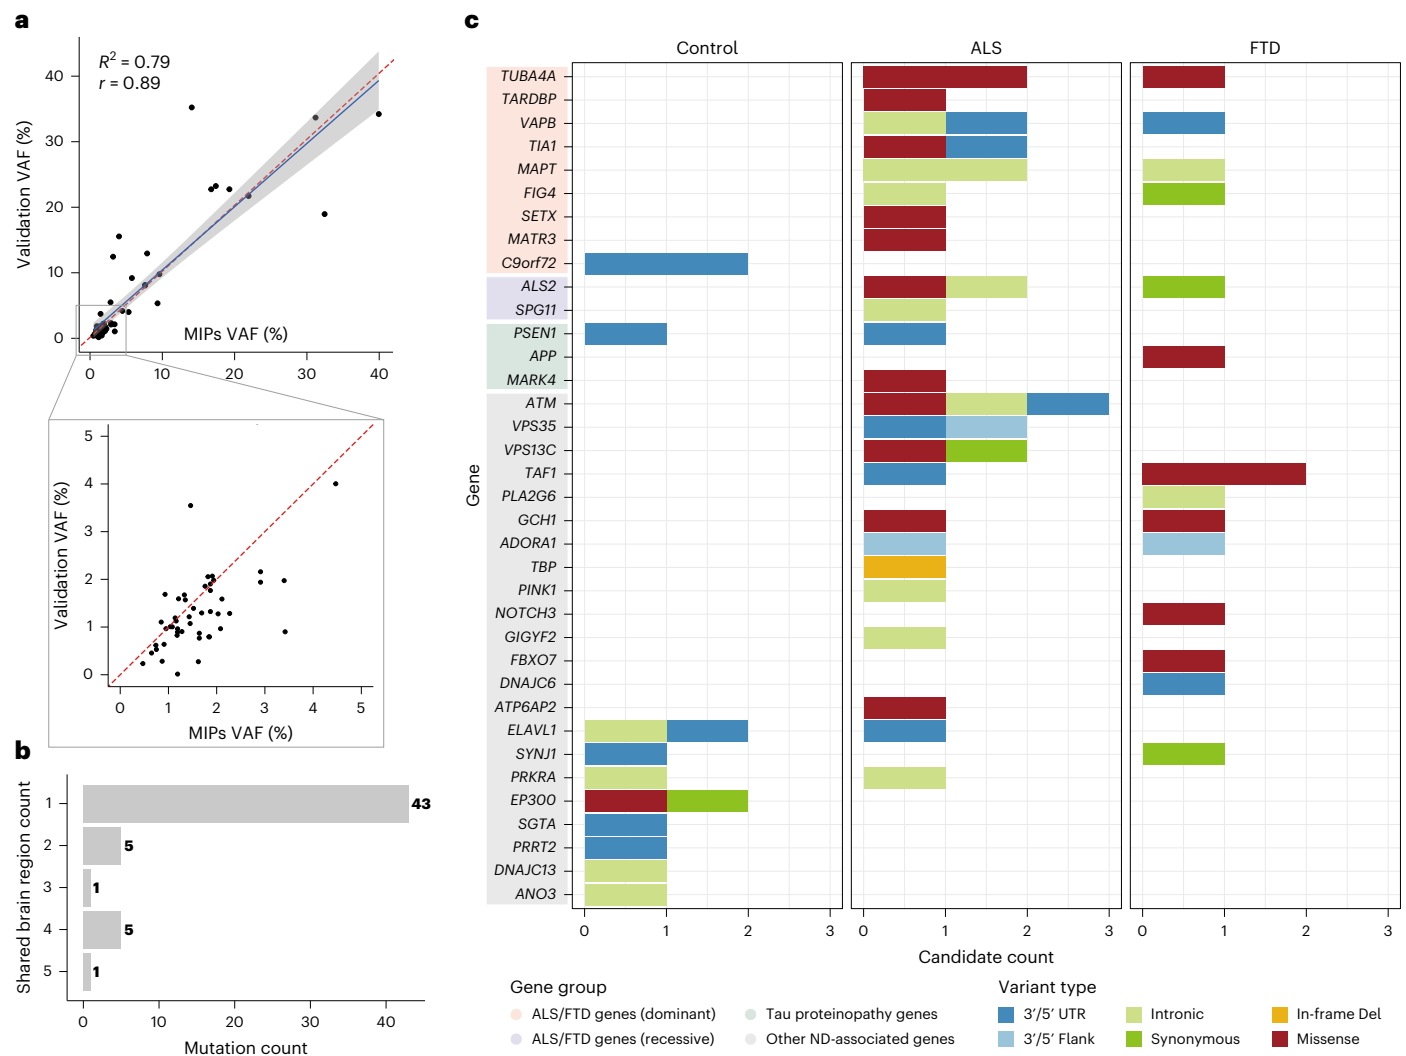 a
R² = 0.79
r = 0.89
Validation VAF (%)
40
30
20
10
0
MIPs VAF (%)
0 10 20 30 40
Validation VAF (%)
5
4
3
2
1
0
0 1 2 3 4 5
MIPs VAF (%)
b
Shared brain region count
1 43
2 5
3 1
4 5
5 1
0 10 20 30 40
Mutation count
c
Control ALS FTD
Gene
TUBA4A
TARDBP
VAPB
TIA1
MAPT
FIG4
SETX
MATR3
C9orf72
ALS2
SPG11
PSEN1
APP
MARK4
ATM
VPS35
VPS13C
TAF1
PLA2G6
GCH1
ADORA1
TBP
PINK1
NOTCH3
GIGYF2
FBXO7
DNAJC6
ATP6AP2
ELAVL1
SYNJ1
PRKRA
EP300
SGTA
PRRT2
DNAJC13
ANO3
0 1 2 3 0 1 2 3 0 1 2 3
Candidate count
Gene group
ALS/FTD genes (dominant)
ALS/FTD genes (recessive)
Tau proteinopathy genes
Other ND-associated genes
Variant type
3′/5′ UTR
3′/5′ Flank
Intronic
Synonymous
In-frame Del
Missense